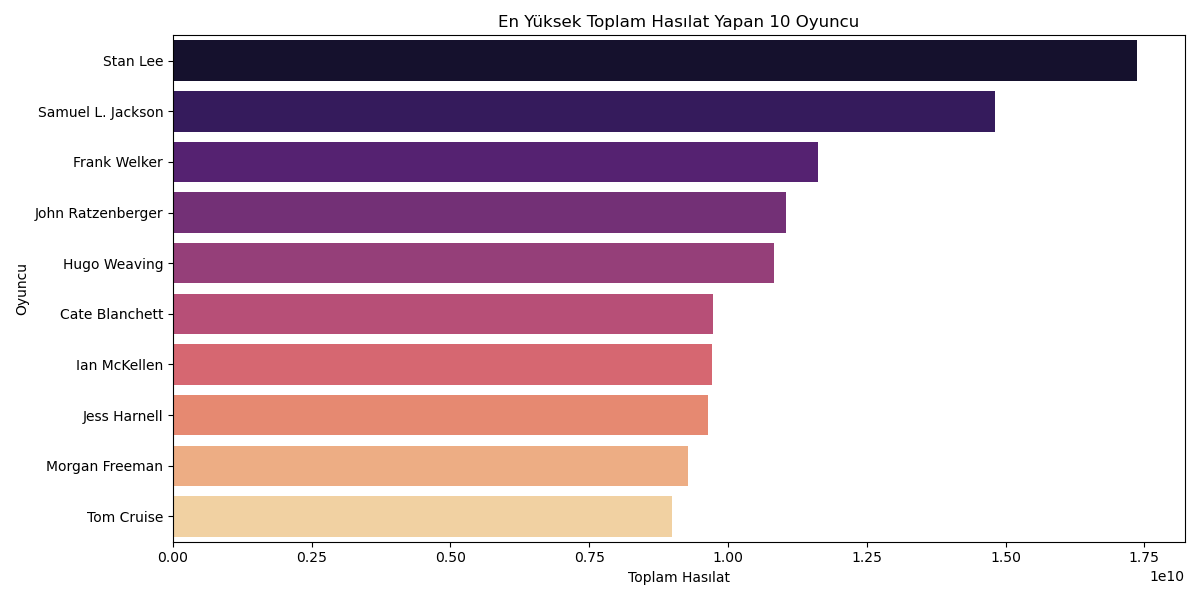 En Yüksek Toplam Hasılat Yapan 10 Oyuncu
Oyuncu
Stan Lee
Samuel L. Jackson
Frank Welker
John Ratzenberger
Hugo Weaving
Cate Blanchett
Ian McKellen
Jess Harnell
Morgan Freeman
Tom Cruise
0.00 0.25 0.50 0.75 1.00 1.25 1.50 1.75
1e10
Toplam Hasılat